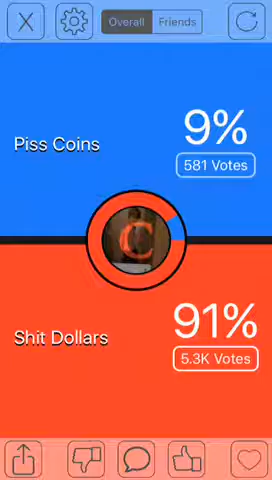 X
Overall Friends
9%
Piss Coins
581 Votes
C
91%
Shit Dollars
5.3K Votes